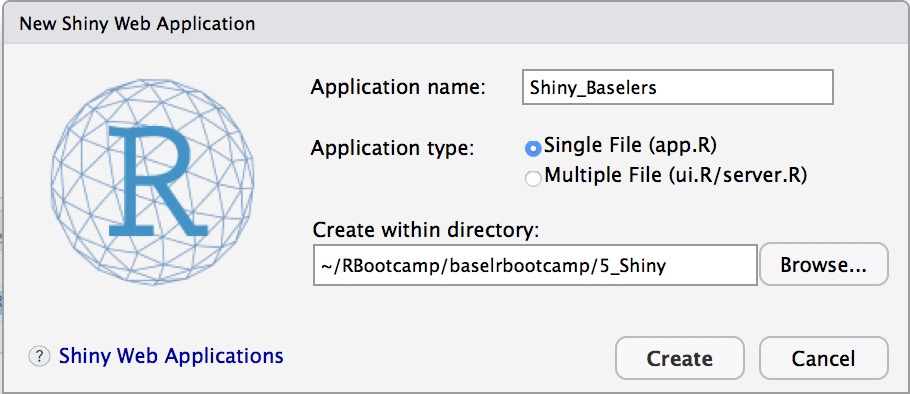 New Shiny Web Application
R
Application name: Shiny_Baselers
Application type: Single File (app.R)
Multiple File (ui.R/server.R)
Create within directory:
~/RBootcamp/baselrbootcamp/5_Shiny Browse...
? Shiny Web Applications Create Cancel